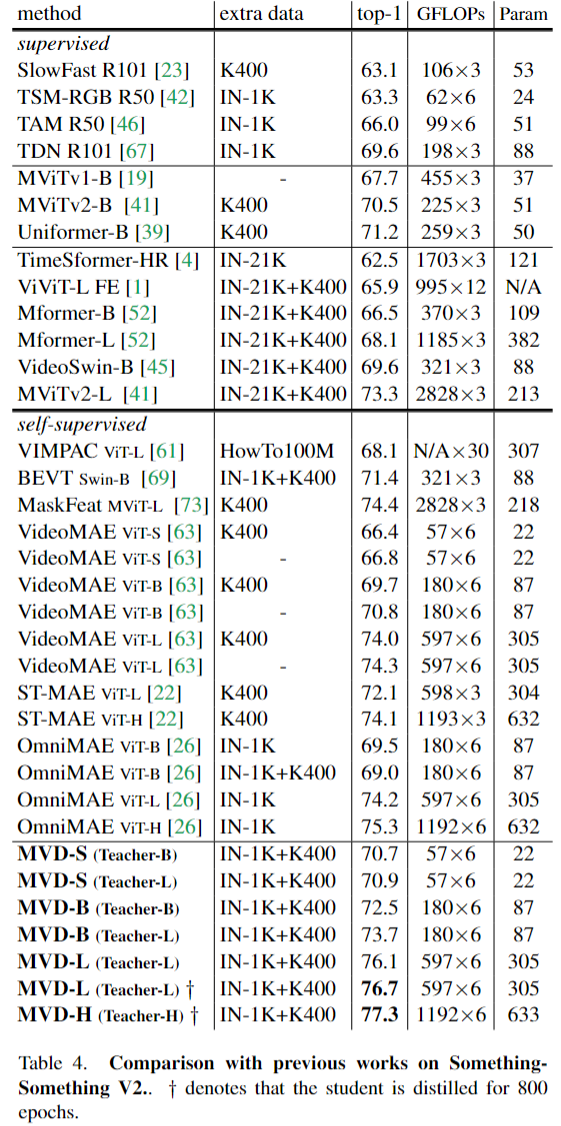 method extra data top-1 GFLOPs Param
supervised
SlowFast R101 [23] K400 63.1 106×3 53
TSM-RGB R50 [42] IN-1K 63.3 62×6 24
TAM R50 [46] IN-1K 66.0 99×6 51
TDN R101 [67] IN-1K 69.6 198×3 88
MViTv1-B [19] - 67.7 455×3 37
MViTv2-B [41] K400 70.5 225×3 51
Uniformer-B [39] K400 71.2 259×3 50
TimeSformer-HR [4] IN-21K 62.5 1703×3 121
ViViT-L FE [1] IN-21K+K400 65.9 995×12 N/A
Mformer-B [52] IN-21K+K400 66.5 370×3 109
Mformer-L [52] IN-21K+K400 68.1 1185×3 382
VideoSwin-B [45] IN-21K+K400 69.6 321×3 88
MViTv2-L [41] IN-21K+K400 73.3 2828×3 213
self-supervised
VIMPAC ViT-L [61] HowTo100M 68.1 N/A×30 307
BEVT Swin-B [69] IN-1K+K400 71.4 321×3 88
MaskFeat MViT-L [73] K400 74.4 2828×3 218
VideoMAE ViT-S [63] K400 66.4 57×6 22
VideoMAE ViT-S [63] - 66.8 57×6 22
VideoMAE ViT-B [63] K400 69.7 180×6 87
VideoMAE ViT-B [63] - 70.8 180×6 87
VideoMAE ViT-L [63] K400 74.0 597×6 305
VideoMAE ViT-L [63] - 74.3 597×6 305
ST-MAE ViT-L [22] K400 72.1 598×3 304
ST-MAE ViT-H [22] K400 74.1 1193×3 632
OmniMAE ViT-B [26] IN-1K 69.5 180×6 87
OmniMAE ViT-B [26] IN-1K+K400 69.0 180×6 87
OmniMAE ViT-L [26] IN-1K 74.2 597×6 305
OmniMAE ViT-H [26] IN-1K 75.3 1192×6 632
MVD-S (Teacher-B) IN-1K+K400 70.7 57×6 22
MVD-S (Teacher-L) IN-1K+K400 70.9 57×6 22
MVD-B (Teacher-B) IN-1K+K400 72.5 180×6 87
MVD-B (Teacher-L) IN-1K+K400 73.7 180×6 87
MVD-L (Teacher-L) IN-1K+K400 76.1 597×6 305
MVD-L (Teacher-L) † IN-1K+K400 76.7 597×6 305
MVD-H (Teacher-H) † IN-1K+K400 77.3 1192×6 633
Table 4. Comparison with previous works on Something-
Something V2.. † denotes that the student is distilled for 800
epochs.